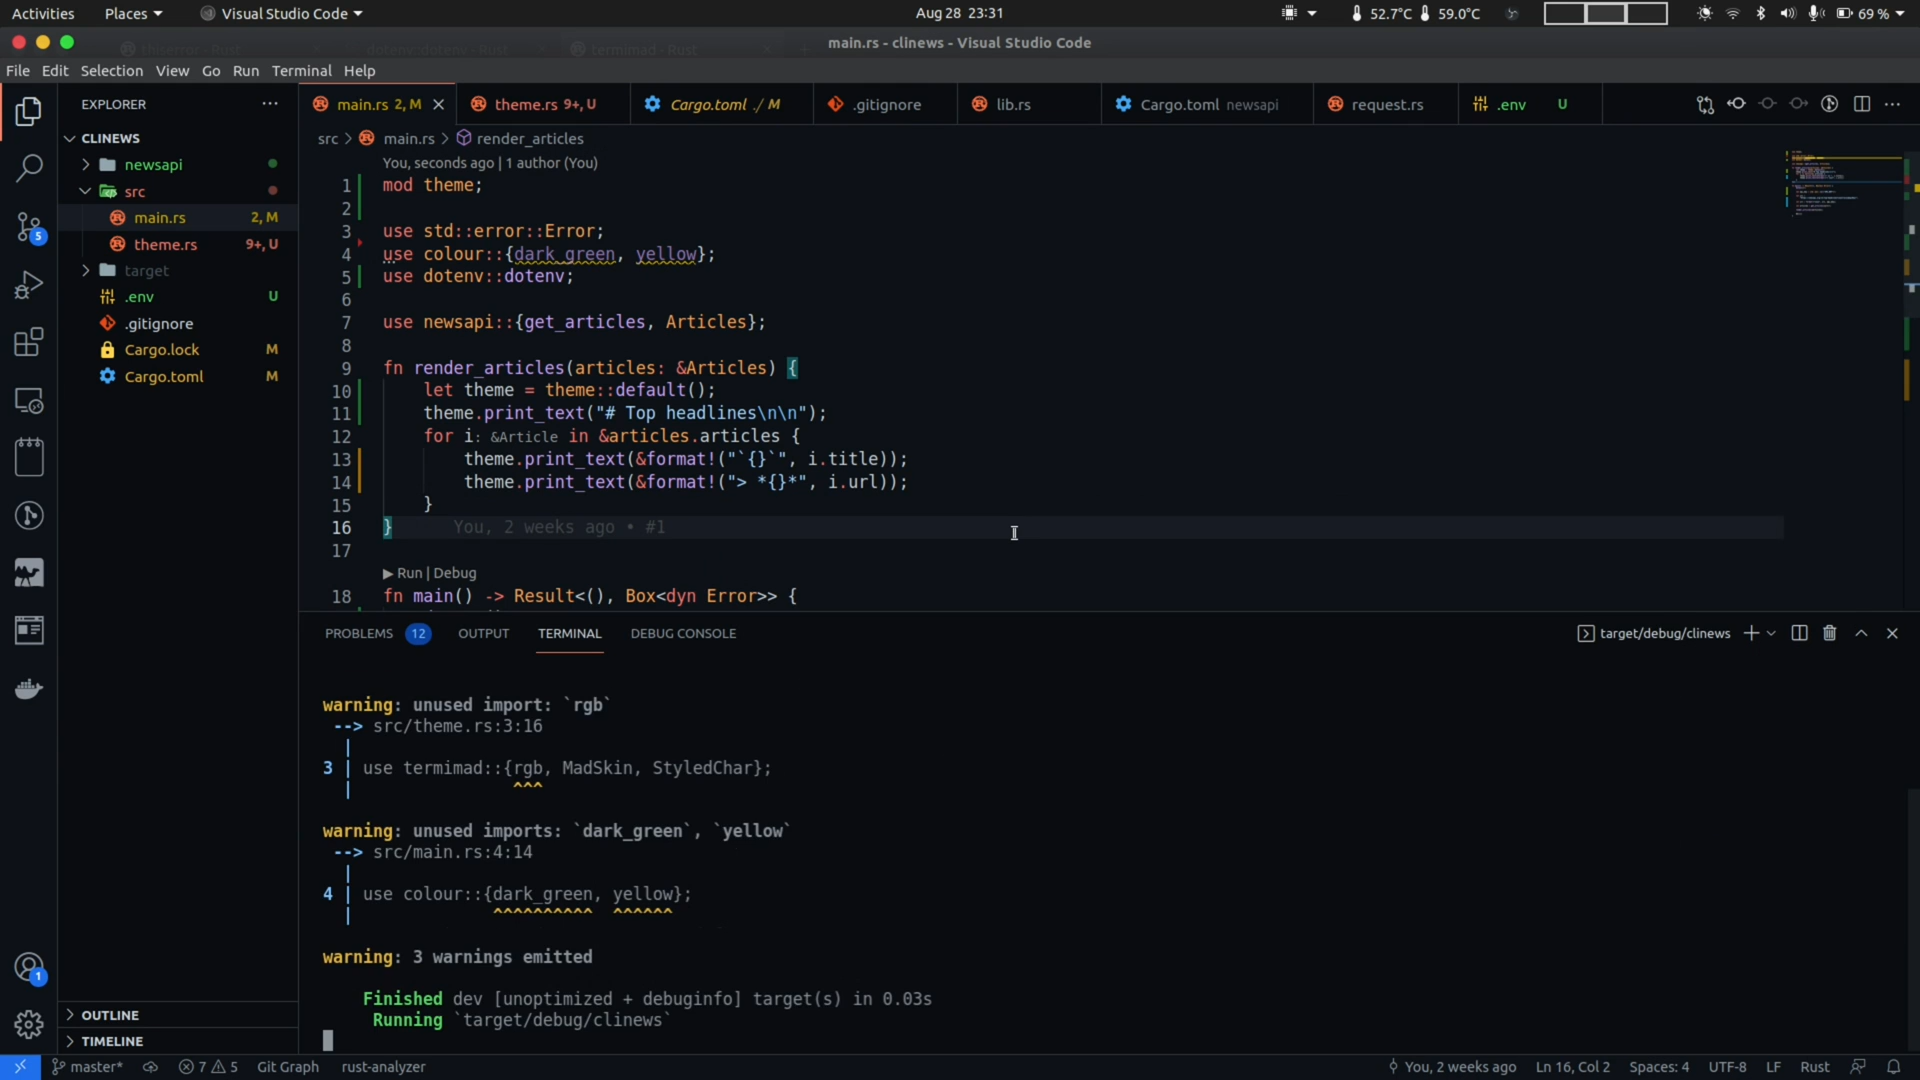 Activities Places Visual Studio Code Aug 28 23:31 52.7°C 59.0°C 69 %
main.rs - clinews - Visual Studio Code
File Edit Selection View Go Run Terminal Help
EXPLORER
main.rs 2, M theme.rs 9+, U Cargo.toml ./ M .gitignore lib.rs Cargo.toml newsapi request.rs .env U
CLINEWS
newsapi
src
main.rs 2, M
theme.rs 9+, U
target
.env U
.gitignore
Cargo.lock M
Cargo.toml M
OUTLINE
TIMELINE
5
1
src > main.rs > render_articles
You, seconds ago | 1 author (You)
1 mod theme;
2
3 use std::error::Error;
4 use colour::{dark_green, yellow};
5 use dotenv::dotenv;
6
7 use newsapi::{get_articles, Articles};
8
9 fn render_articles(articles: &Articles) {
10 let theme = theme::default();
11 theme.print_text("# Top headlines\n\n");
12 for i: &Article in &articles.articles {
13 theme.print_text(&format!("`{}`", i.title));
14 theme.print_text(&format!("> *{}*", i.url));
15 }
16 } You, 2 weeks ago • #1
17
▶ Run | Debug
18 fn main() -> Result<(), Box<dyn Error>> {
PROBLEMS 12 OUTPUT TERMINAL DEBUG CONSOLE target/debug/clinews
warning: unused import: `rgb`
--> src/theme.rs:3:16
|
3 | use termimad::{rgb, MadSkin, StyledChar};
| ^^^
warning: unused imports: `dark_green`, `yellow`
--> src/main.rs:4:14
|
4 | use colour::{dark_green, yellow};
| ^^^^^^^^^^ ^^^^^^
warning: 3 warnings emitted
Finished dev [unoptimized + debuginfo] target(s) in 0.03s
Running `target/debug/clinews`
master* 7 5 Git Graph rust-analyzer You, 2 weeks ago Ln 16, Col 2 Spaces: 4 UTF-8 LF Rust